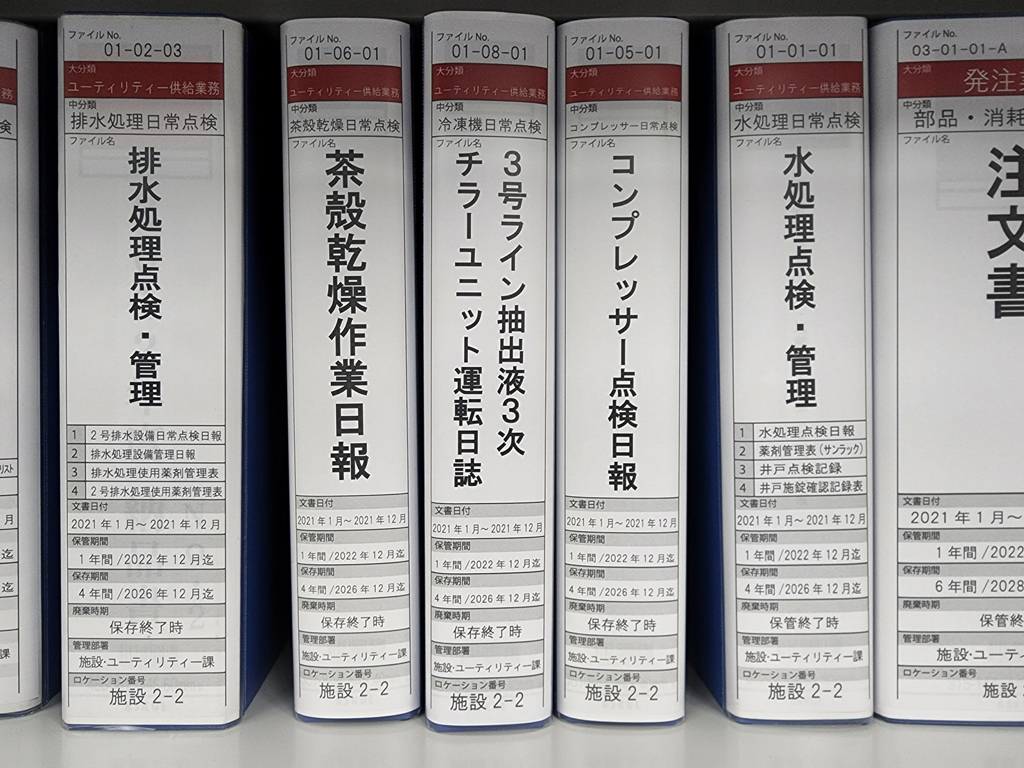 務
検
リスト
月
迄
迄
課
ファイル No.
01-02-03
大分類
ユーティリティー供給業務
中分類
排水処理日常点検
ファイル名
排水処理点検・管理
1 2号排水設備日常点検日報
2 排水処理設備管理日報
3 排水処理使用薬剤管理表
4 2号排水処理使用薬剤管理表
文書日付
2021年1月～2021年12月
保管期間
1年間/2022年12月迄
保存期間
4年間/2026年12月迄
廃棄時期
保存終了時
管理部署
施設・ユーティリティー課
ロケーション番号
施設2-2
ファイル No.
01-06-01
大分類
ユーティリティー供給業務
中分類
茶殻乾燥日常点検
ファイル名
茶殻乾燥作業日報
文書日付
2021年1月～2021年12月
保管期間
1年間/2022年12月迄
保存期間
4年間/2026年12月迄
廃棄時期
保存終了時
管理部署
施設・ユーティリティー課
ロケーション番号
施設2-2
ファイル No.
01-08-01
大分類
ユーティリティー供給業務
中分類
冷凍機日常点検
ファイル名
3号ライン抽出液3次
チラーユニット運転日誌
文書日付
2021年1月～2021年12月
保管期間
1年間/2022年12月迄
保存期間
4年間/2026年12月迄
廃棄時期
保存終了時
管理部署
施設・ユーティリティー課
ロケーション番号
施設2-2
ファイル No.
01-05-01
大分類
ユーティリティー供給業務
中分類
コンプレッサー日常点検
ファイル名
コンプレッサー点検日報
文書日付
2021年1月～2021年12月
保管期間
1年間/2022年12月迄
保存期間
4年間/2026年12月迄
廃棄時期
保存終了時
管理部署
施設・ユーティリティー課
ロケーション番号
施設2-2
ファイル No.
01-01-01
大分類
ユーティリティー供給業務
中分類
水処理日常点検
ファイル名
水処理点検・管理
1 水処理点検日報
2 薬剤管理表(サンラック)
3 井戸点検記録
4 井戸施錠確認記録表
文書日付
2021年1月～2021年12月
保管期間
1年間/2022年12月迄
保存期間
4年間/2026年12月迄
廃棄時期
保管終了時
管理部署
施設・ユーティリティー課
ロケーション番号
施設2-2
ファイル No.
03-01-01-A
大分類
発注
中分類
部品・消耗
ファイル名
注文書
文書日付
2021年1月～
保管期間
1年間/2022
保存期間
6年間/2028
廃棄時期
保管終
管理部署
施設・ユーティ
ロケーション番号
施設